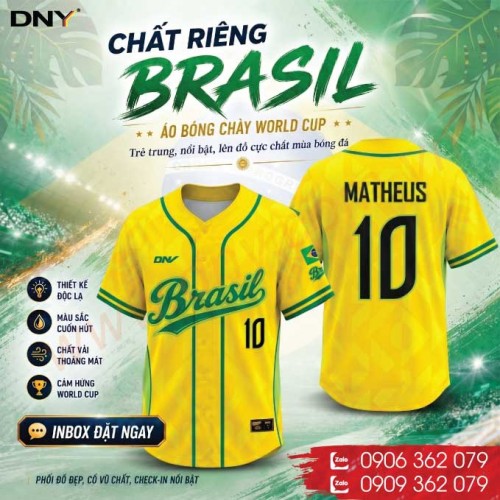 DNY
CHẤT RIÊNG
BRASIL
ÁO BÓNG CHÀY WORLD CUP
Trẻ trung, nổi bật, lên đồ cực chất mùa bóng đá
MATHEUS
10
DNY
Brasil
10
THIẾT KẾ
ĐỘC LẠ
MÀU SẮC
CUỐN HÚT
CHẤT VẢI
THOÁNG MÁT
CẢM HỨNG
WORLD CUP
INBOX ĐẶT NGAY
PHỐI ĐỒ ĐẸP, CỔ VŨ CHẤT, CHECK-IN NỔI BẬT
Zalo 0906 362 079
Zalo 0909 362 079